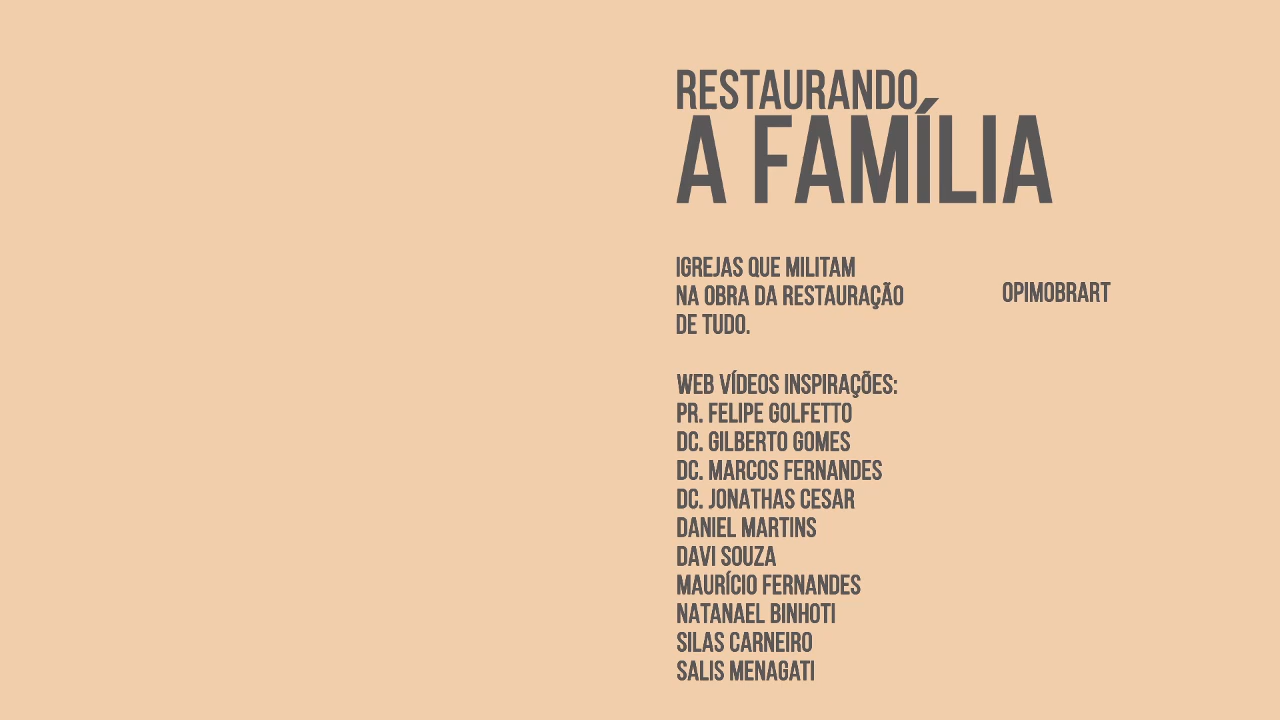 RESTAURANDO
A FAMÍLIA
IGREJAS QUE MILITAM
NA OBRA DA RESTAURAÇÃO
DE TUDO.
OPIMOBRART
WEB VÍDEOS INSPIRAÇÕES:
PR. FELIPE GOLFETTO
DC. GILBERTO GOMES
DC. MARCOS FERNANDES
DC. JONATHAS CESAR
DANIEL MARTINS
DAVI SOUZA
MAURÍCIO FERNANDES
NATANAEL BINHOTI
SILAS CARNEIRO
SALIS MENAGATI